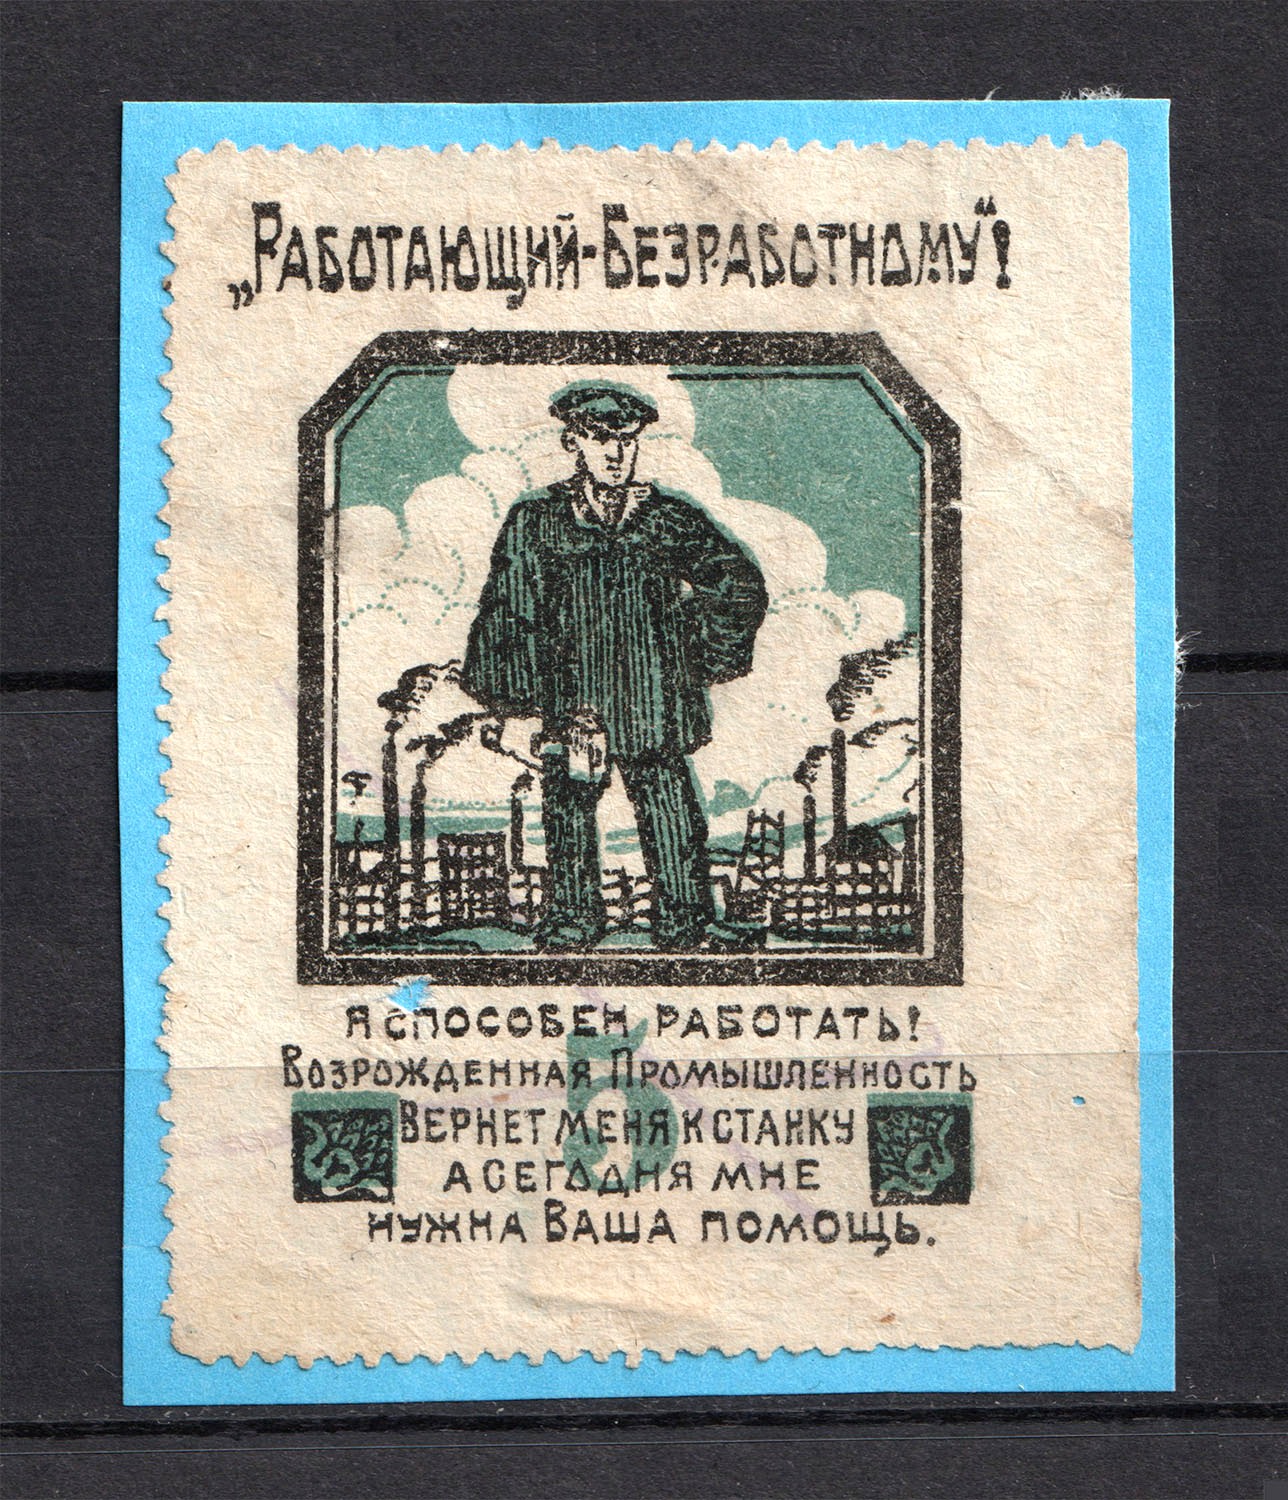 „Работающий-Безработному"!
Я способен работать!
Возрожденная Промышленность
5
вернет меня к станку
а сегодня мне
нужна Ваша помощь.